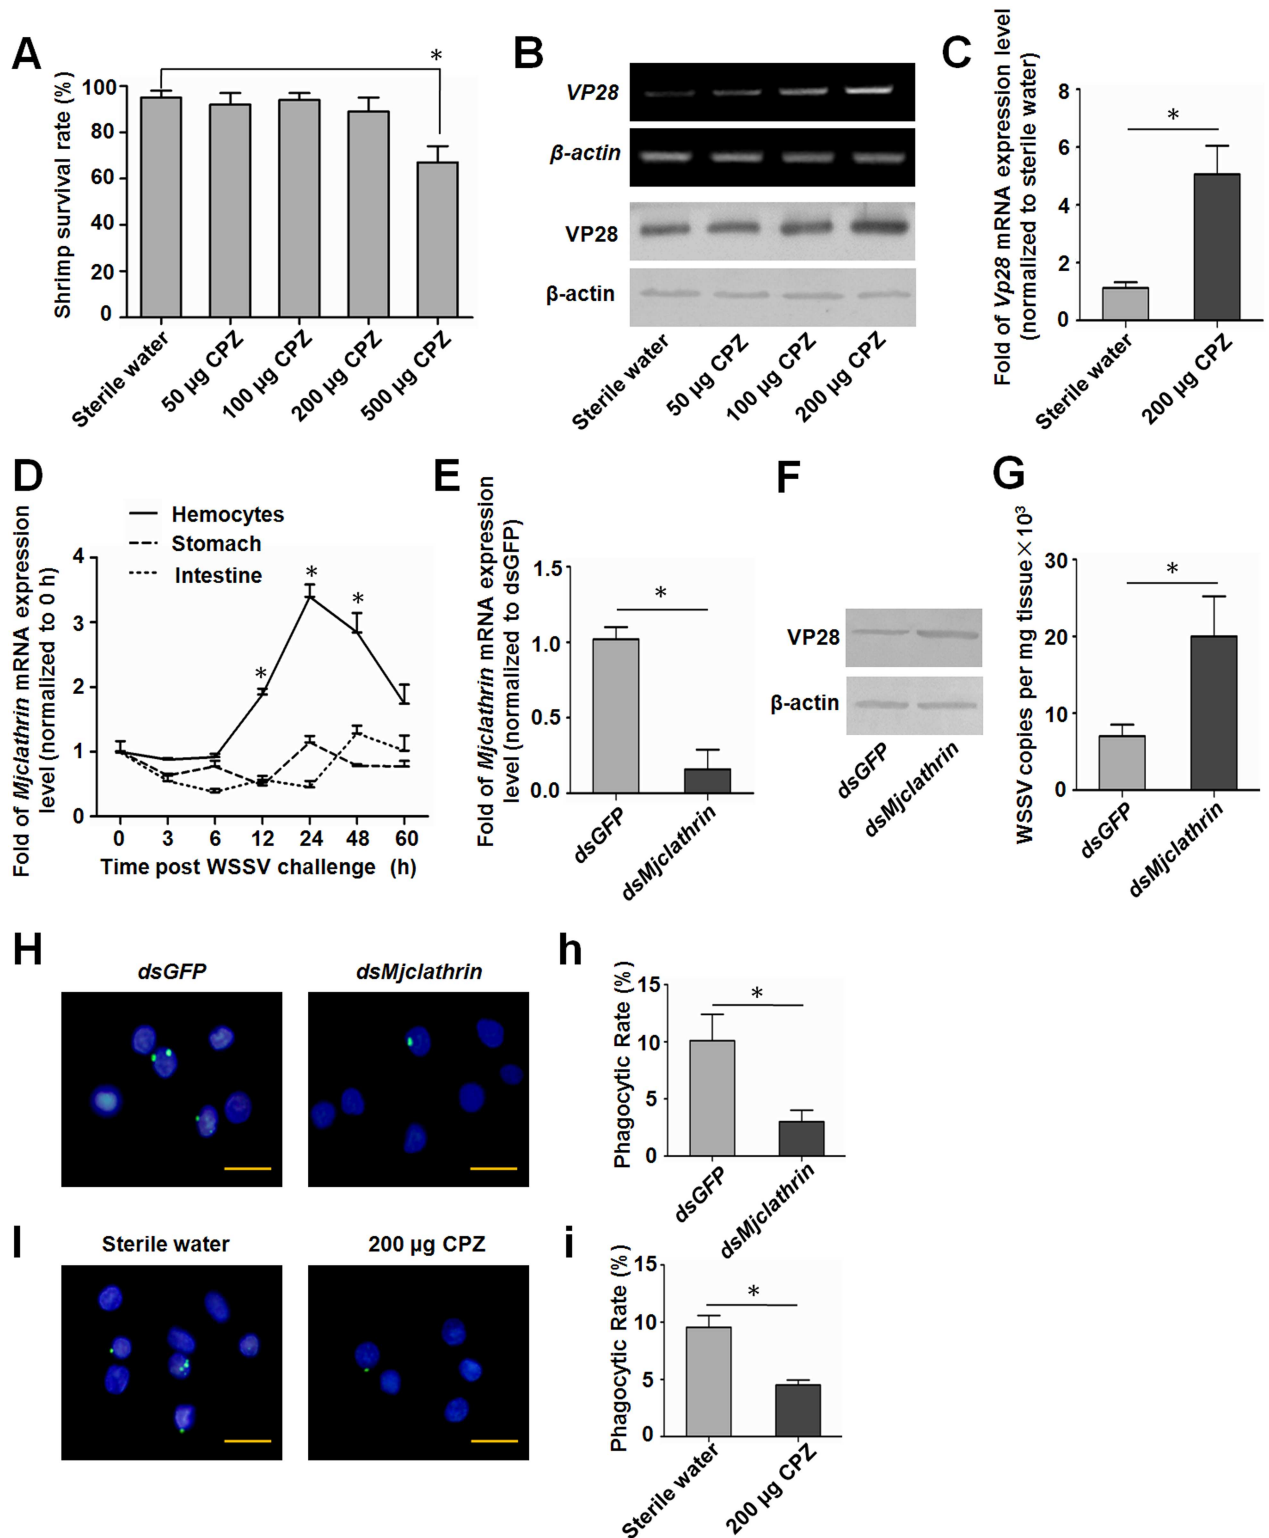 A
Shrimp survival rate (%)
100
80
60
40
20
0
*
Sterile water
50 µg CPZ
100 µg CPZ
200 µg CPZ
500 µg CPZ
B
VP28
β-actin
VP28
β-actin
Sterile water
50 µg CPZ
100 µg CPZ
200 µg CPZ
C
Fold of Vp28 mRNA expression level
(normalized to sterile water)
8
6
4
2
0
*
Sterile water
200 µg CPZ
D
Fold of Mjclathrin mRNA expression
level (normalized to 0 h)
Hemocytes
Stomach
Intestine
4
3
2
1
0
*
*
*
0 3 6 12 24 48 60
Time post WSSV challenge (h)
E
Fold of Mjclathrin mRNA expression
level (normalized to dsGFP)
1.5
1.0
0.5
0.0
*
dsGFP
dsMjclathrin
F
VP28
β-actin
dsGFP
dsMjclathrin
G
WSSV copies per mg tissue×10³
30
20
10
0
*
dsGFP
dsMjclathrin
H
dsGFP
dsMjclathrin
h
Phagocytic Rate (%)
15
10
5
0
*
dsGFP
dsMjclathrin
I
Sterile water
200 µg CPZ
i
Phagocytic Rate (%)
15
10
5
0
*
Sterile water
200 µg CPZ